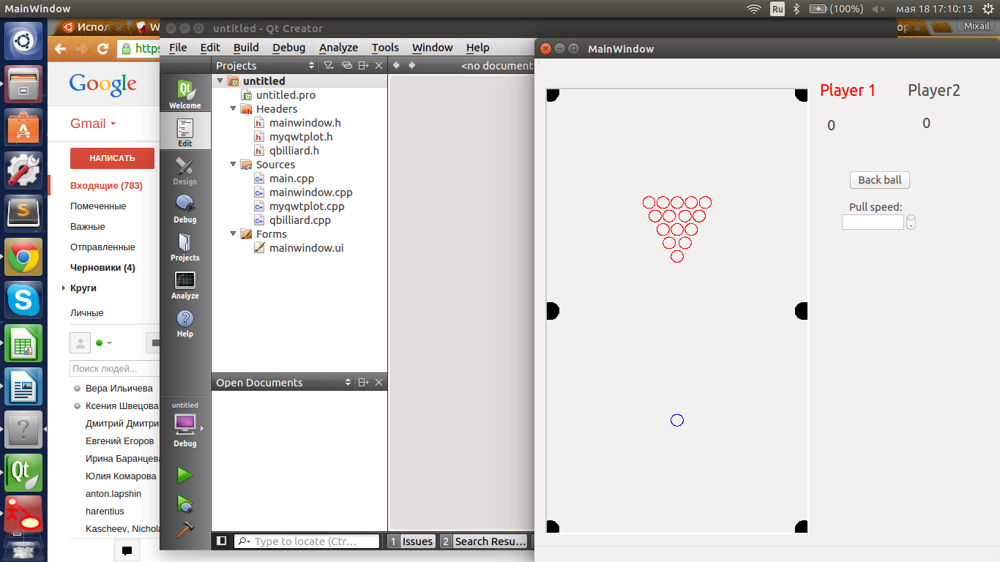 MainWindow
Ru
(100%)
мая 18 17:10:13
Испол
W
untitled - Qt Creator
ор
Mixail
https
File Edit Build Debug Analyze Tools Window Help
MainWindow
Google
Gmail
НАПИСАТЬ
Входящие (783)
Помеченные
Важные
Отправленные
Черновики (4)
Круги
Личные
Поиск людей...
Вера Ильичева
Ксения Швецова
Дмитрий Дмитри
Евгений Егоров
Ирина Баранцева
Юлия Комарова
anton.lapshin
harentius
Kascheev, Nichola
Qt
Welcome
Edit
Design
Debug
Projects
Analyze
Help
untitled
Debug
Projects
<no document
untitled
untitled.pro
Headers
mainwindow.h
myqwtplot.h
qbilliard.h
Sources
main.cpp
mainwindow.cpp
myqwtplot.cpp
qbilliard.cpp
Forms
mainwindow.ui
Open Documents
Type to locate (Ctr...
1 Issues
2 Search Resu...
Player 1
Player2
0
0
Back ball
Pull speed: